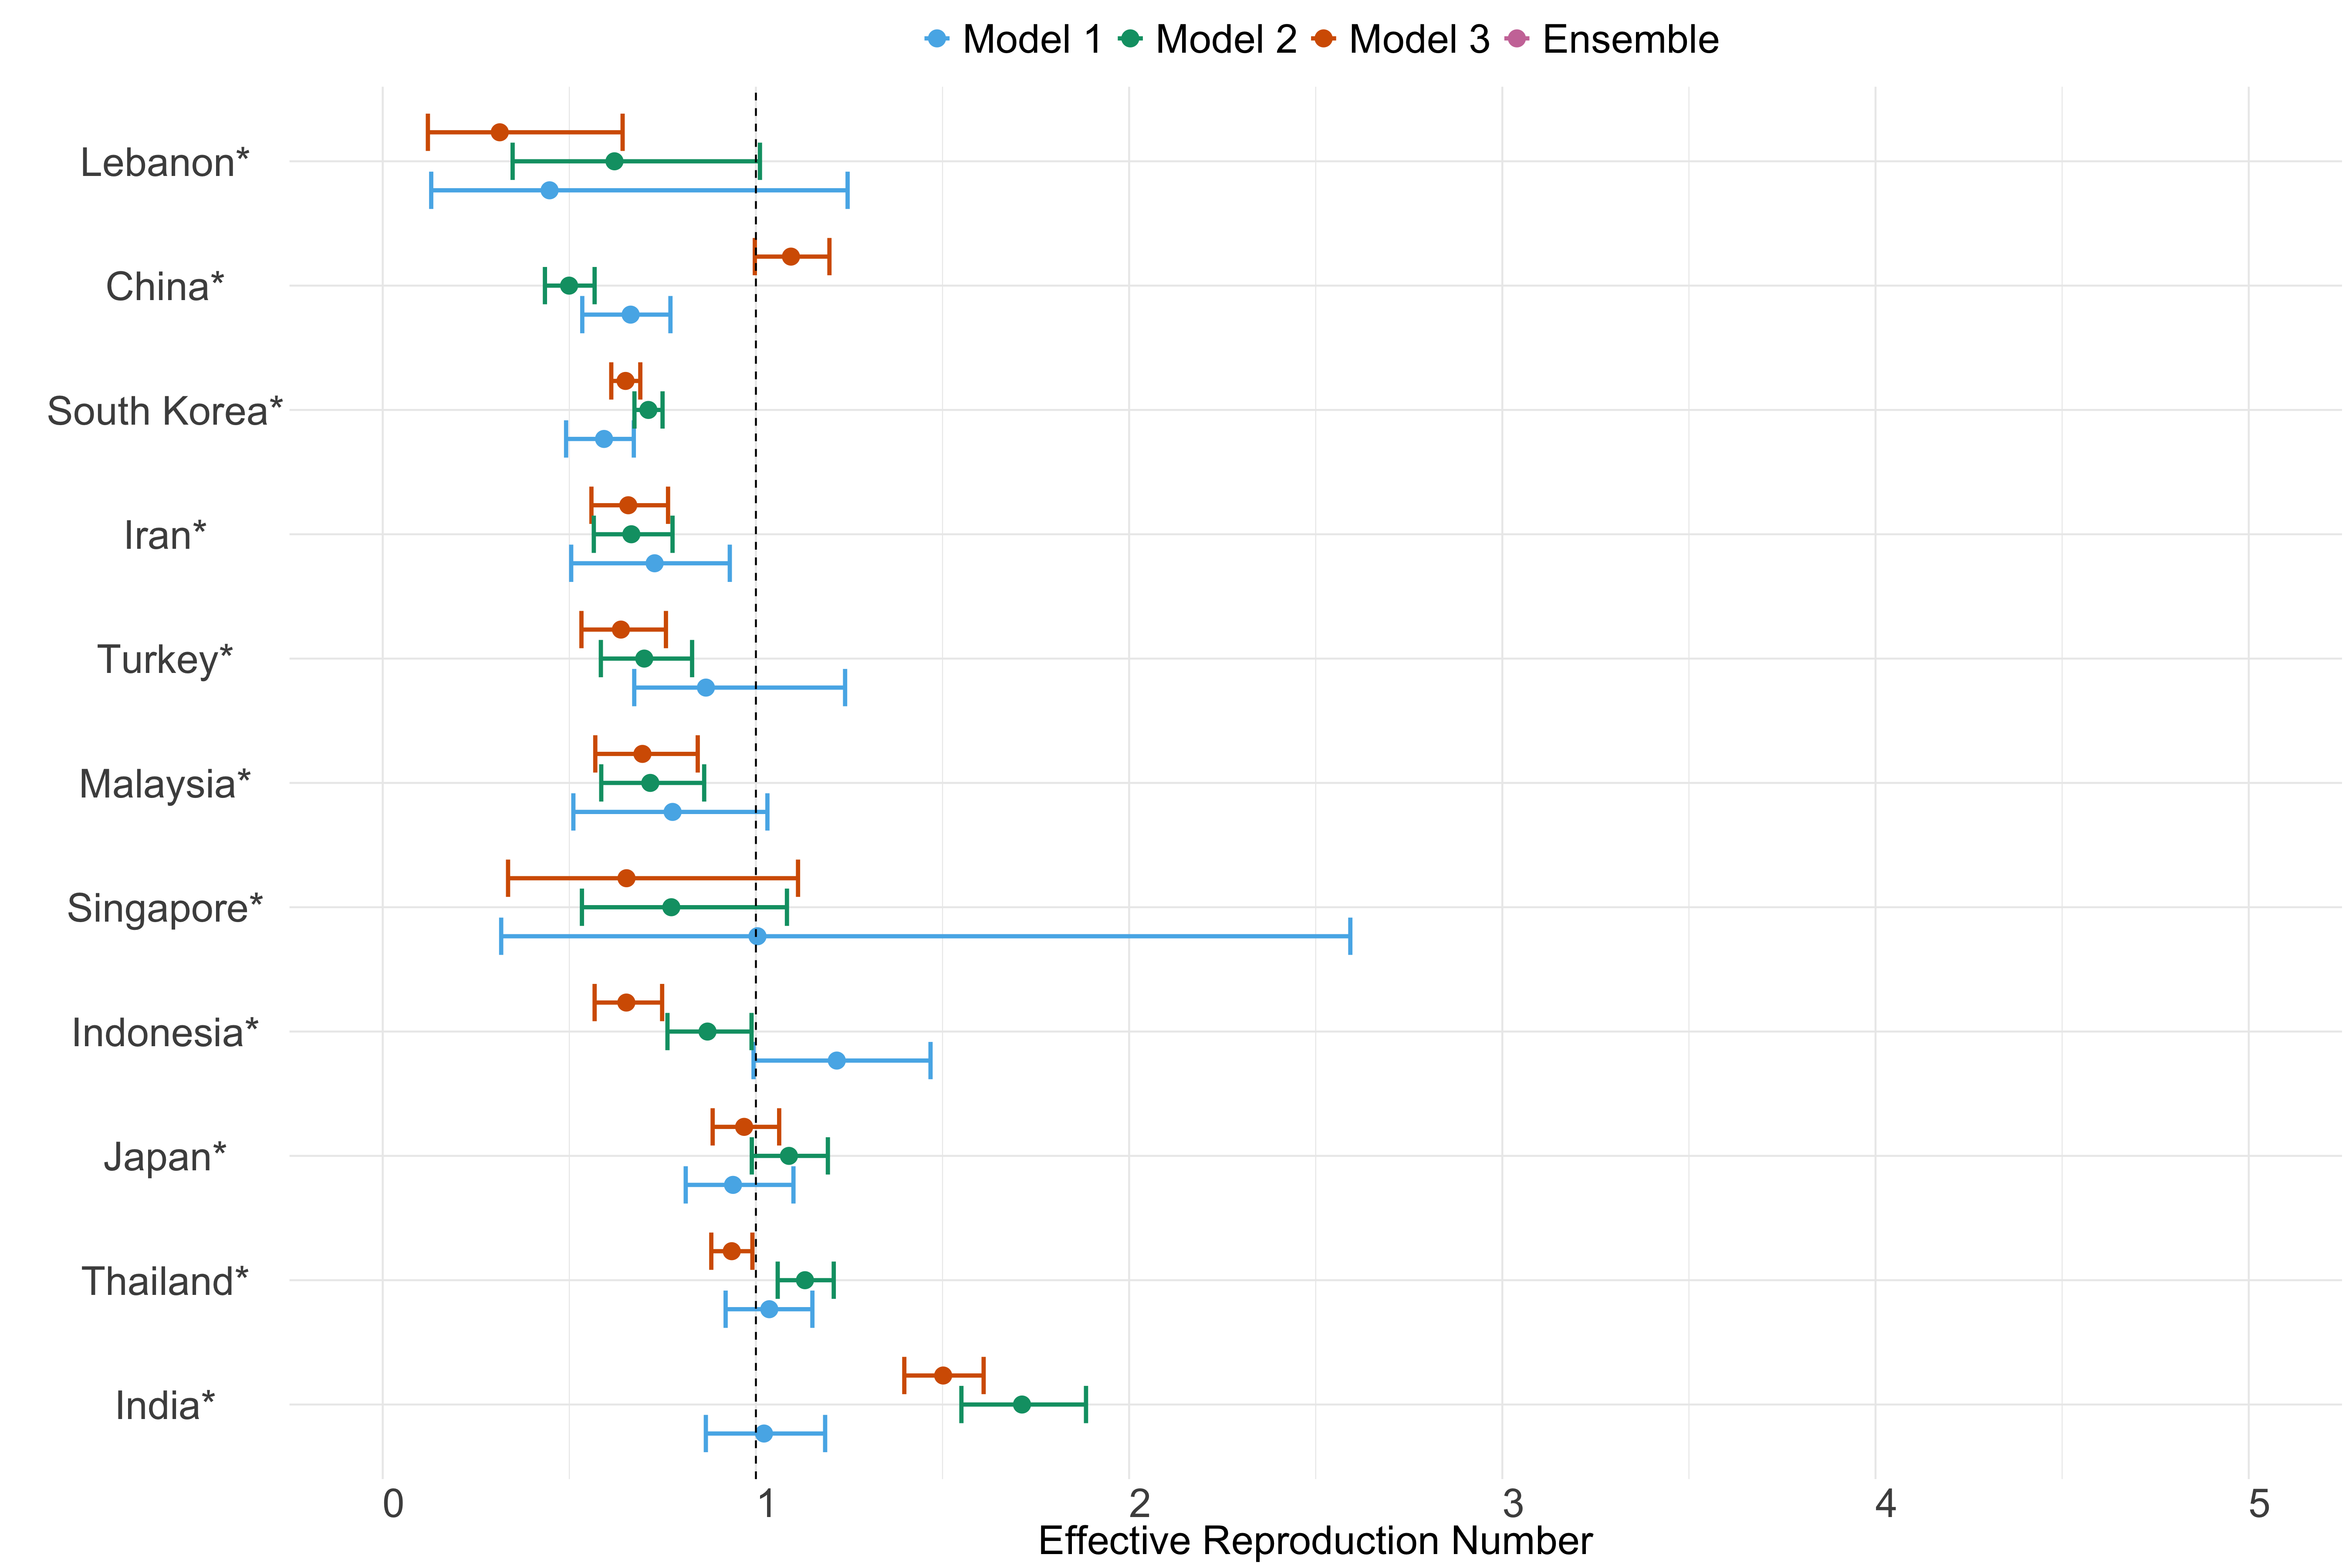 Model 1 Model 2 Model 3 Ensemble
Lebanon*
China*
South Korea*
Iran*
Turkey*
Malaysia*
Singapore*
Indonesia*
Japan*
Thailand*
India*
0 1 2 3 4 5
Effective Reproduction Number